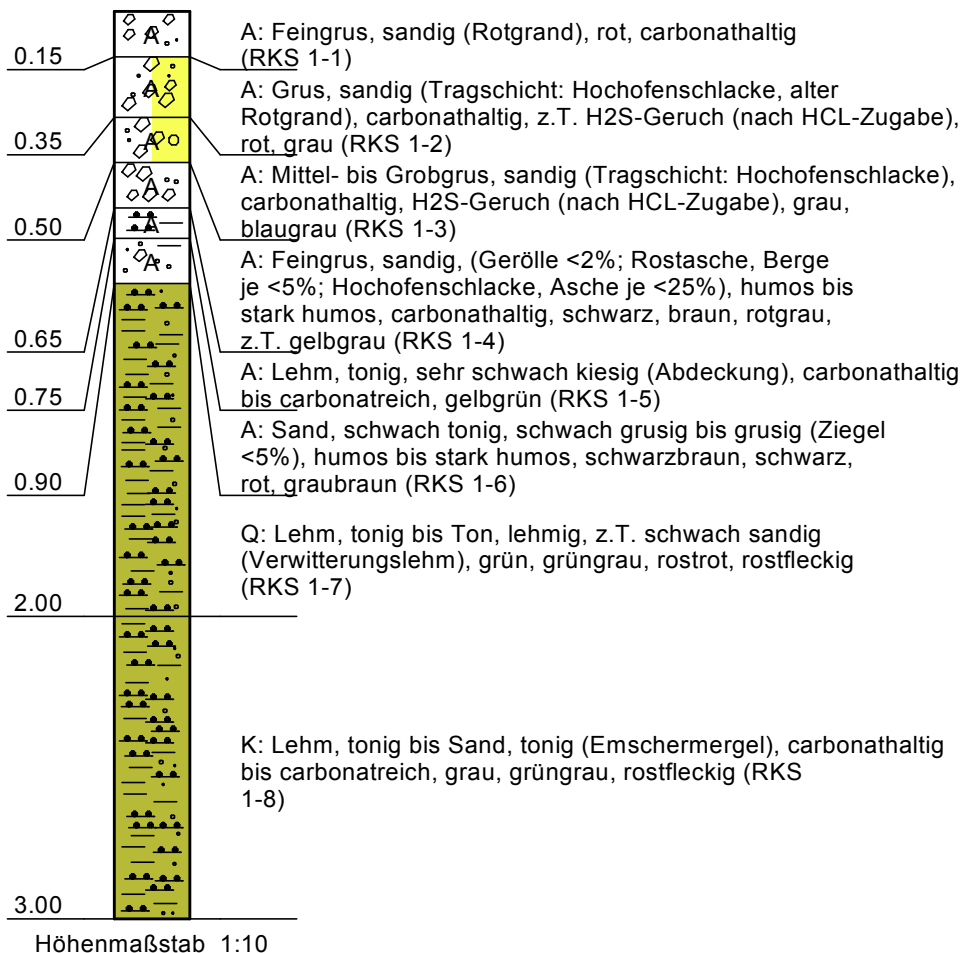 A: Feingrus, sandig (Rotgrand), rot, carbonathaltig
0.15
(RKS 1-1)
A: Grus, sandig (Tragschicht: Hochofenschlacke, alter
Rotgrand), carbonathaltig, z.T. H2S-Geruch (nach HCL-Zugabe),
0.35
rot, grau (RKS 1-2)
A: Mittel- bis Grobgrus, sandig (Tragschicht: Hochofenschlacke),
carbonathaltig, H2S-Geruch (nach HCL-Zugabe), grau,
0.50
blaugrau (RKS 1-3)
A: Feingrus, sandig, (Gerölle <2%; Rostasche, Berge
je <5%; Hochofenschlacke, Asche je <25%), humos bis
stark humos, carbonathaltig, schwarz, braun, rotgrau,
0.65
z.T. gelbgrau (RKS 1-4)
A: Lehm, tonig, sehr schwach kiesig (Abdeckung), carbonathaltig
0.75
bis carbonatreich, gelbgrün (RKS 1-5)
A: Sand, schwach tonig, schwach grusig bis grusig (Ziegel
<5%), humos bis stark humos, schwarzbraun, schwarz,
0.90
rot, graubraun (RKS 1-6)
Q: Lehm, tonig bis Ton, lehmig, z.T. schwach sandig
(Verwitterungslehm), grün, grüngrau, rostrot, rostfleckig
(RKS 1-7)
2.00
K: Lehm, tonig bis Sand, tonig (Emschermergel), carbonathaltig
bis carbonatreich, grau, grüngrau, rostfleckig (RKS
1-8)
3.00
Höhenmaßstab 1:10
A
A
A
A
A
A